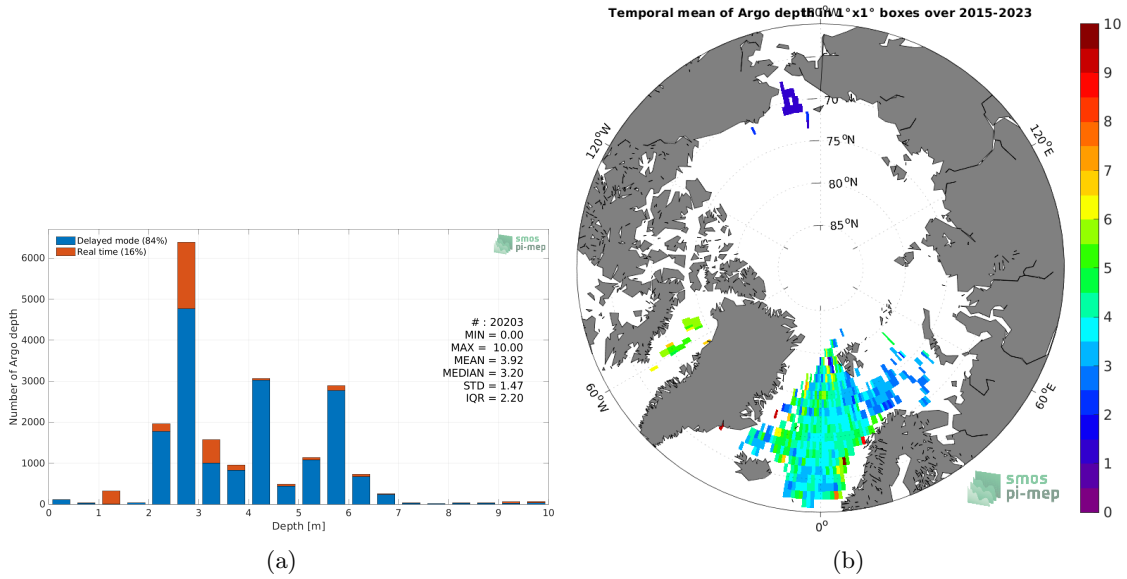 Delayed mode (84%)
Real time (16%)
smos
pi-mep
# : 20203
MIN = 0.00
MAX = 10.00
MEAN = 3.92
MEDIAN = 3.20
STD = 1.47
IQR = 2.20
Number of Argo depth
6000
5000
4000
3000
2000
1000
0
0 1 2 3 4 5 6 7 8 9 10
Depth [m]
(a)
Temporal mean of Argo depth in 1°x1° boxes over 2015-2023
120°W
120°E
70°N
75°N
80°N
85°N
60°W
60°E
0°
smos
pi-mep
10
9
8
7
6
5
4
3
2
1
0
(b)